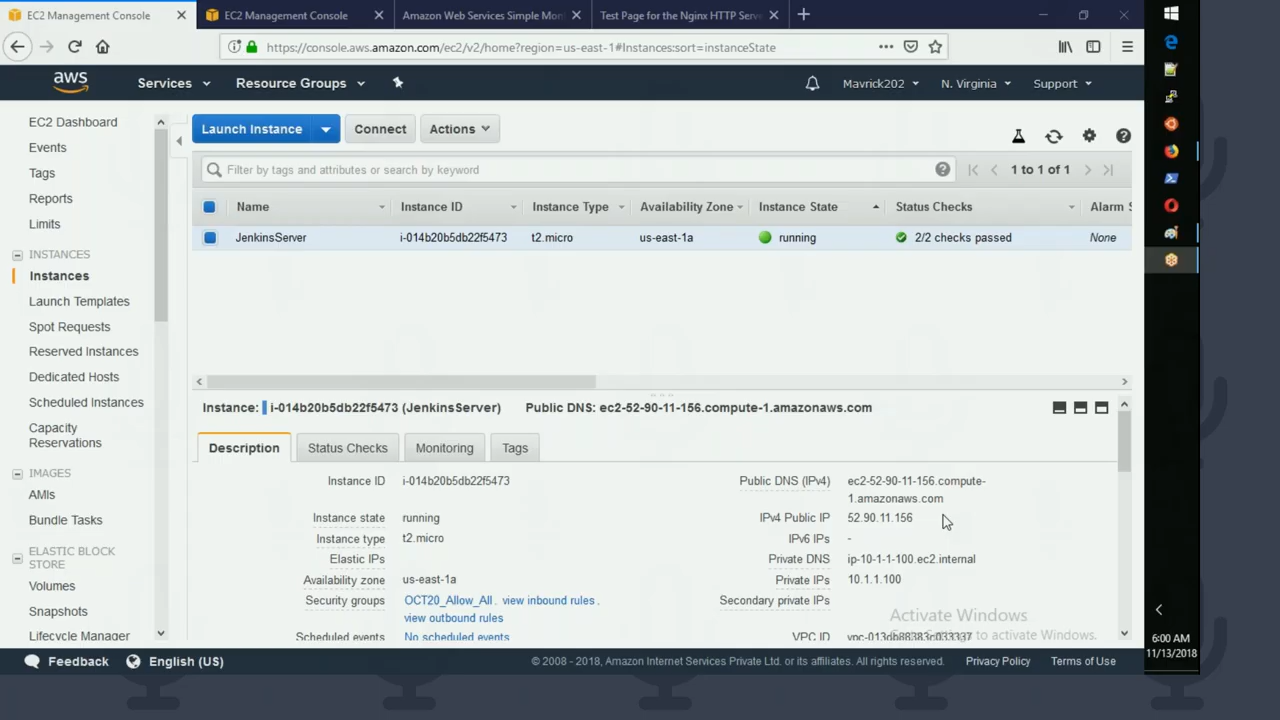 EC2 Management Console
EC2 Management Console
Amazon Web Services Simple Mon
Test Page for the Nginx HTTP Serve
https://console.aws.amazon.com/ec2/v2/home?region=us-east-1#Instances:sort=instanceState
aws
Services
Resource Groups
Mavrick202
N. Virginia
Support
EC2 Dashboard
Events
Tags
Reports
Limits
INSTANCES
Instances
Launch Templates
Spot Requests
Reserved Instances
Dedicated Hosts
Scheduled Instances
Capacity
Reservations
IMAGES
AMIs
Bundle Tasks
ELASTIC BLOCK
STORE
Volumes
Snapshots
Lifecycle Manager
Launch Instance
Connect
Actions
Filter by tags and attributes or search by keyword
1 to 1 of 1
Name Instance ID Instance Type Availability Zone Instance State Status Checks Alarm S
JenkinsServer i-014b20b5db22f5473 t2.micro us-east-1a running 2/2 checks passed None
Instance: i-014b20b5db22f5473 (JenkinsServer) Public DNS: ec2-52-90-11-156.compute-1.amazonaws.com
Description Status Checks Monitoring Tags
Instance ID i-014b20b5db22f5473
Instance state running
Instance type t2.micro
Elastic IPs
Availability zone us-east-1a
Security groups OCT20_Allow_All. view inbound rules.
view outbound rules
Scheduled events No scheduled events
Public DNS (IPv4) ec2-52-90-11-156.compute-
1.amazonaws.com
IPv4 Public IP 52.90.11.156
IPv6 IPs -
Private DNS ip-10-1-1-100.ec2.internal
Private IPs 10.1.1.100
Secondary private IPs
VPC ID
Activate Windows
to activate Windows.
Feedback
English (US)
© 2008 - 2018, Amazon Internet Services Private Ltd. or its affiliates. All rights reserved.
Privacy Policy
Terms of Use
6:00 AM
11/13/2018